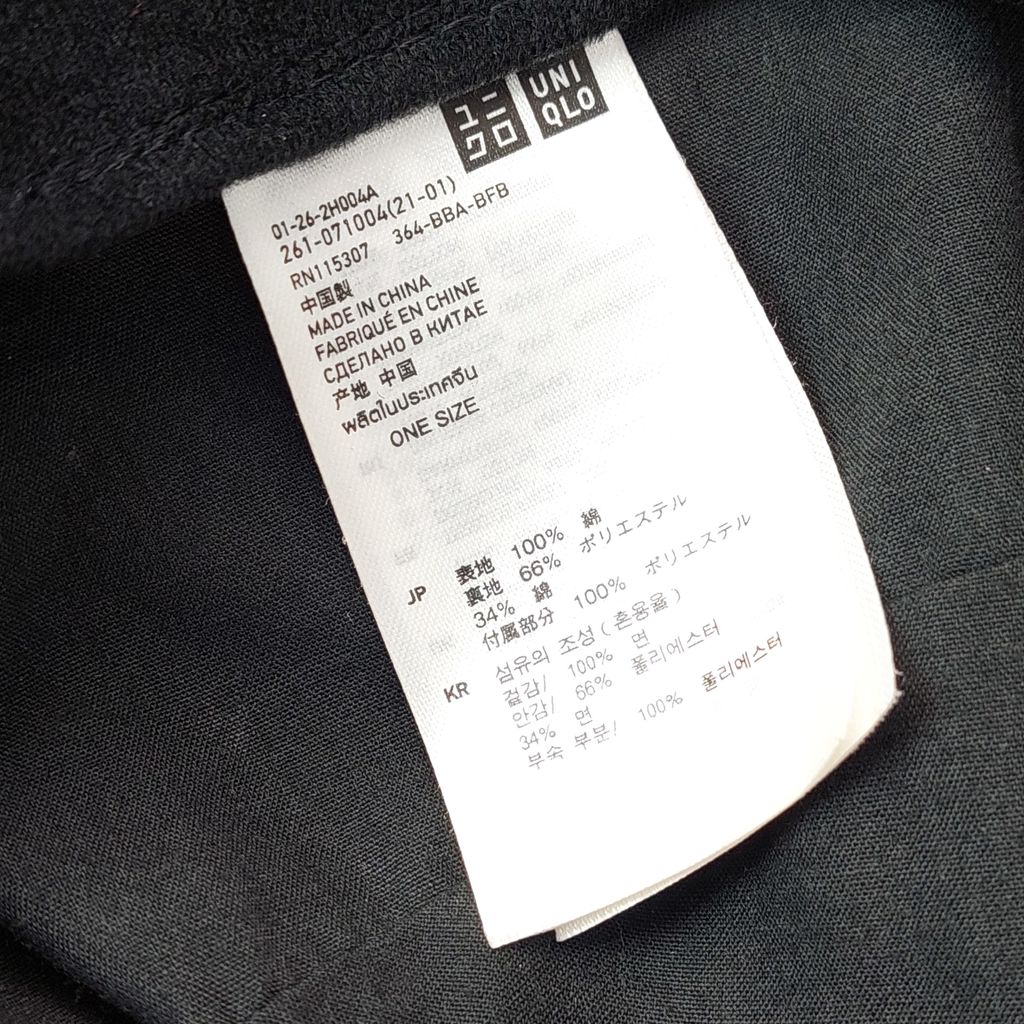 ユニ
クロ
UNI
QLO
01-26-2H004A
261-071004(21-01)
RN115307 364-BBA-BFB
中国製
MADE IN CHINA
FABRIQUÉ EN CHINE
СДЕЛАНО В КИТАЕ
产地 中国
ผลิตในประเทศจีน
ONE SIZE
JP 表地 100% 綿
裏地 66% ポリエステル
34% 綿
付属部分 100% ポリエステル
KR 섬유의 조성(혼용율)
겉감/ 100% 면
안감/ 66% 폴리에스터
34% 면
부속 부분/ 100% 폴리에스터